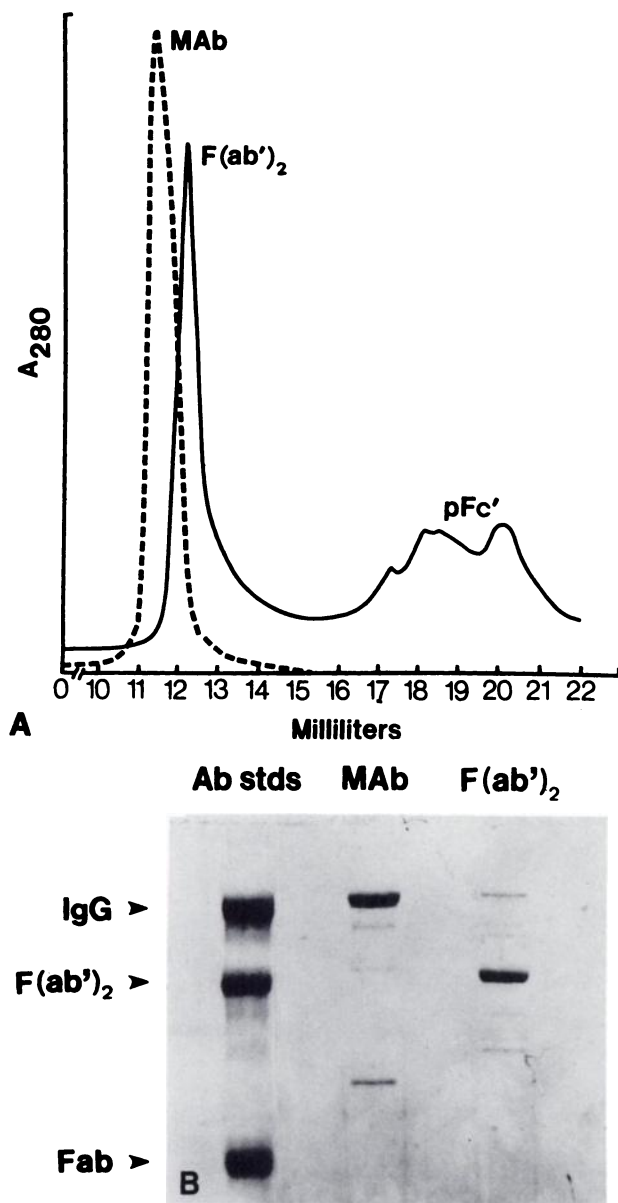 MAb
F(ab')₂
A₂₈₀
pFc'
0 10 11 12 13 14 15 16 17 18 19 20 21 22
Milliliters
A
Ab stds MAb F(ab')₂
IgG
F(ab')₂
Fab
B